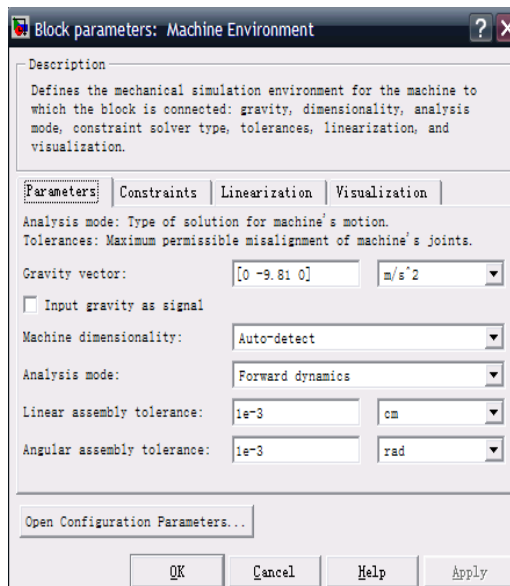 Block parameters: Machine Environment
Description
Defines the mechanical simulation environment for the machine to
which the block is connected: gravity, dimensionality, analysis
mode, constraint solver type, tolerances, linearization, and
visualization.
Parameters Constraints Linearization Visualization
Analysis mode: Type of solution for machine's motion.
Tolerances: Maximum permissible misalignment of machine's joints.
Gravity vector: [0 -9.81 0] m/s^2
Input gravity as signal
Machine dimensionality: Auto-detect
Analysis mode: Forward dynamics
Linear assembly tolerance: 1e-3 cm
Angular assembly tolerance: 1e-3 rad
Open Configuration Parameters...
OK Cancel Help Apply